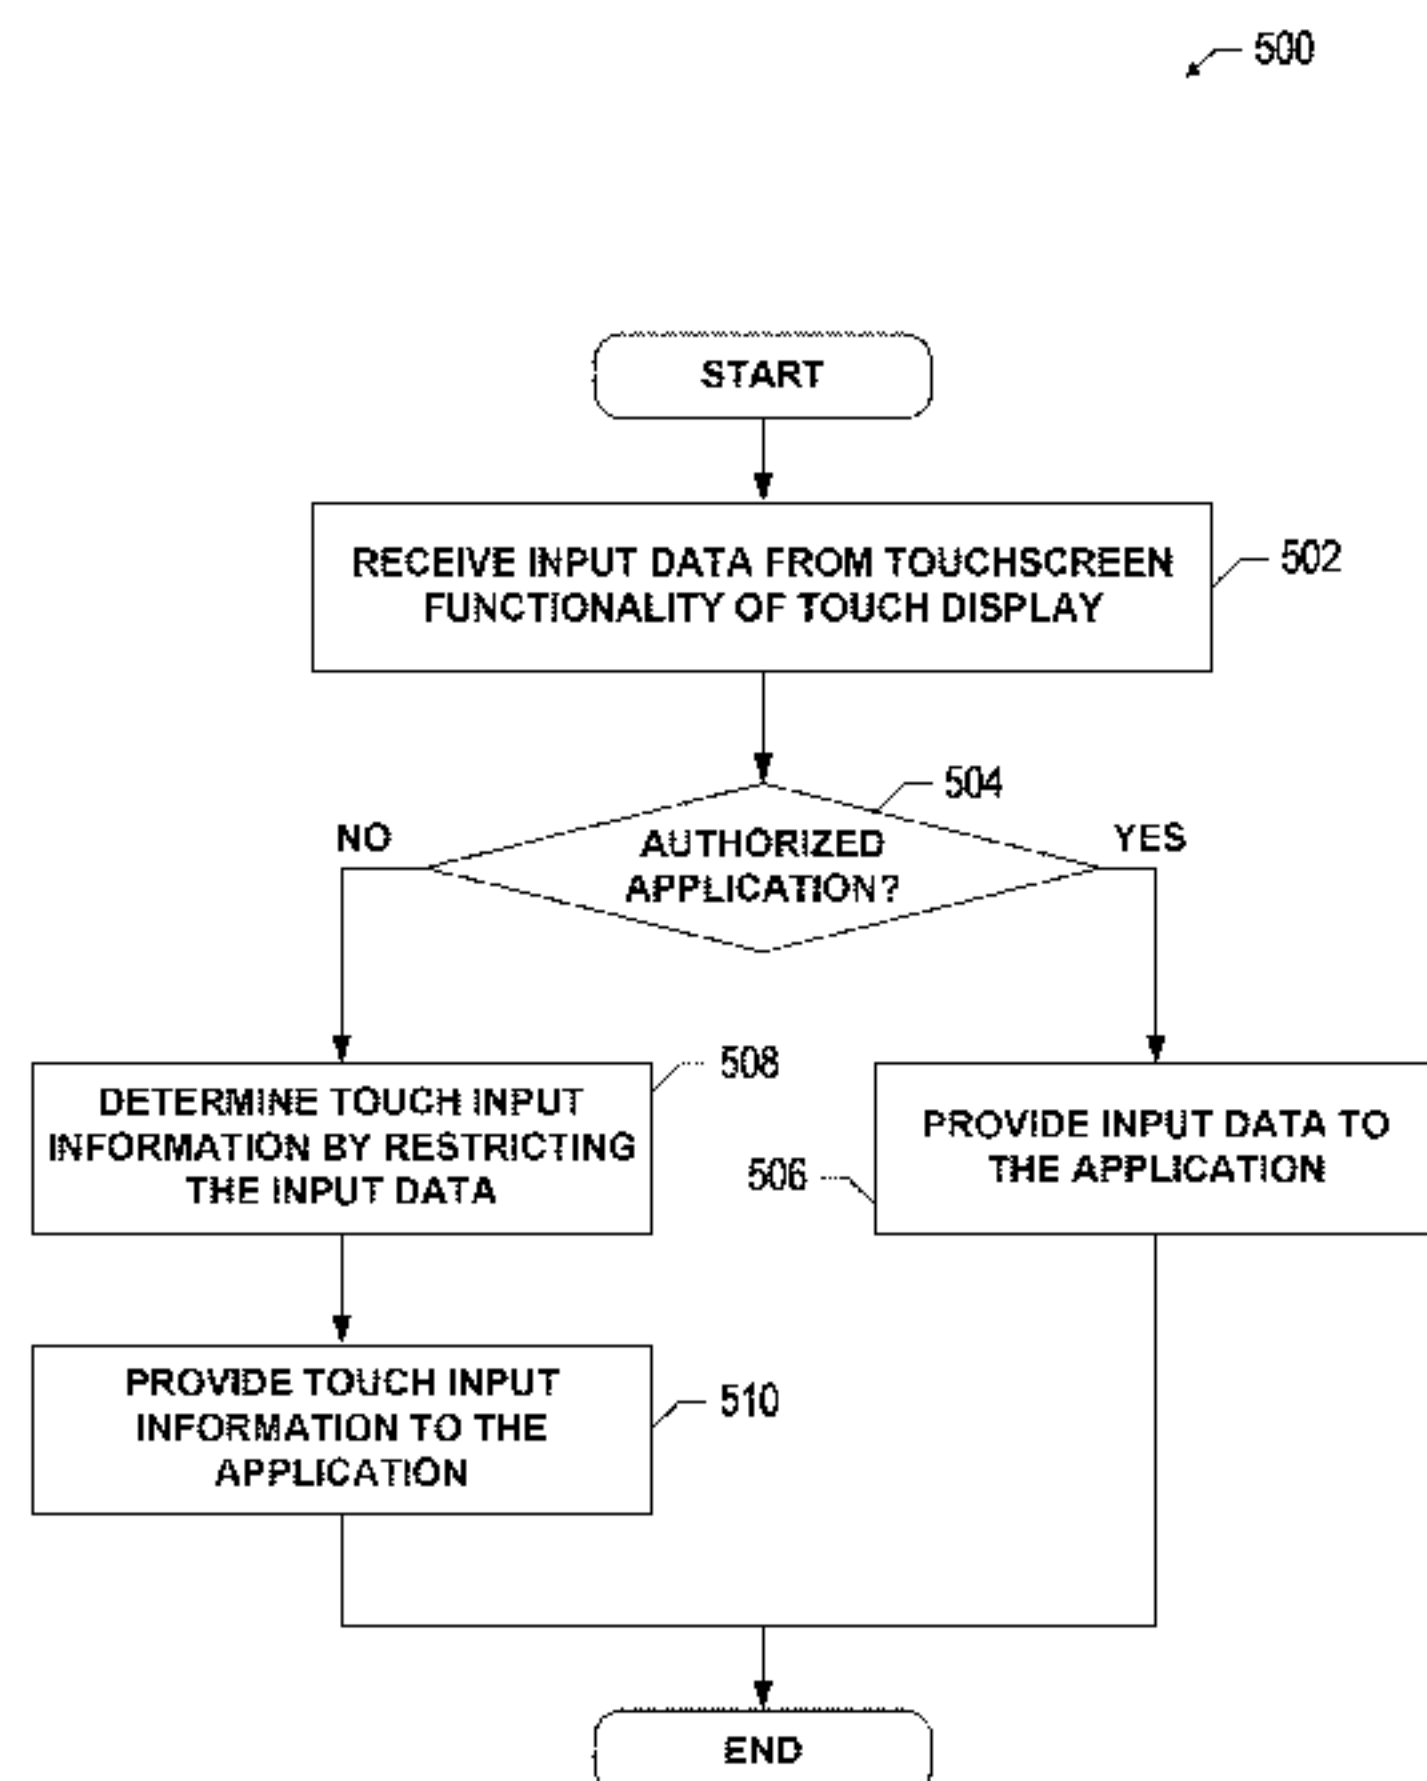 500
START
RECEIVE INPUT DATA FROM TOUCHSCREEN
FUNCTIONALITY OF TOUCH DISPLAY
502
504
NO
AUTHORIZED
APPLICATION?
YES
508
DETERMINE TOUCH INPUT
INFORMATION BY RESTRICTING
THE INPUT DATA
PROVIDE INPUT DATA TO
THE APPLICATION
506
PROVIDE TOUCH INPUT
INFORMATION TO THE
APPLICATION
510
END